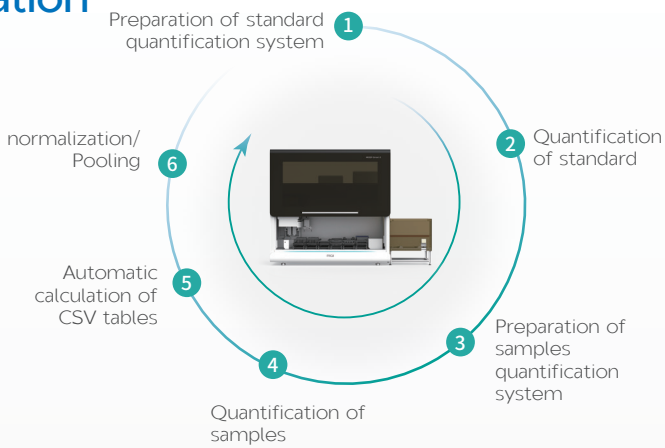 ation
Preparation of standard
quantification system
1
2
Quantification
of standard
3
Preparation of
samples
quantification
system
4
Quantification of
samples
5
Automatic
calculation of
CSV tables
6
normalization/
Pooling